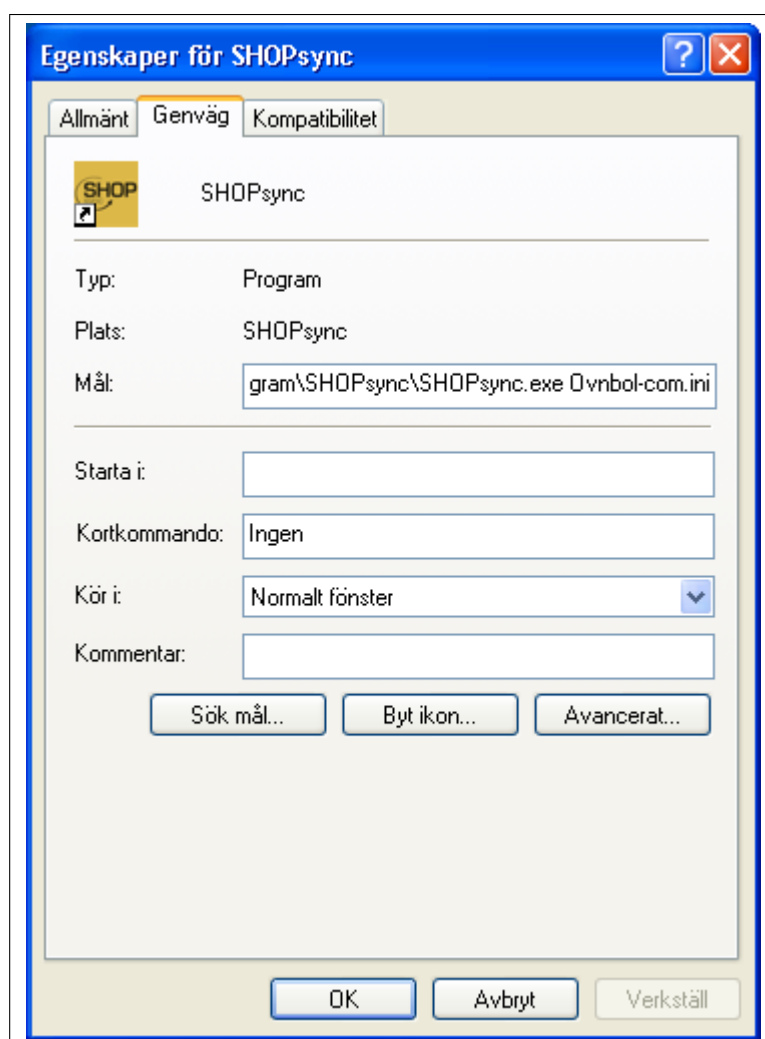 Egenskaper för SHOPsync
Allmänt Genväg Kompatibilitet
SHOP SHOPsync
Typ: Program
Plats: SHOPsync
Mål: gram\SHOPsync\SHOPsync.exe Ovnbol-com.ini
Starta i:
Kortkommando: Ingen
Kör i: Normalt fönster
Kommentar:
Sök mål... Byt ikon... Avancerat...
OK Avbryt Verkställ